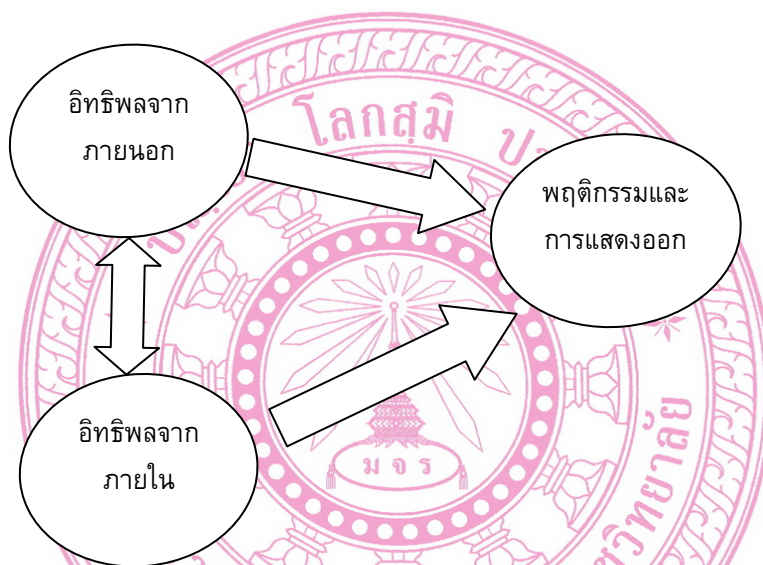 อิทธิพลจาก
ภายนอก
โลกสฺมิ
พฤติกรรมและ
การแสดงออก
อิทธิพลจาก
ภายใน
ม จ ร